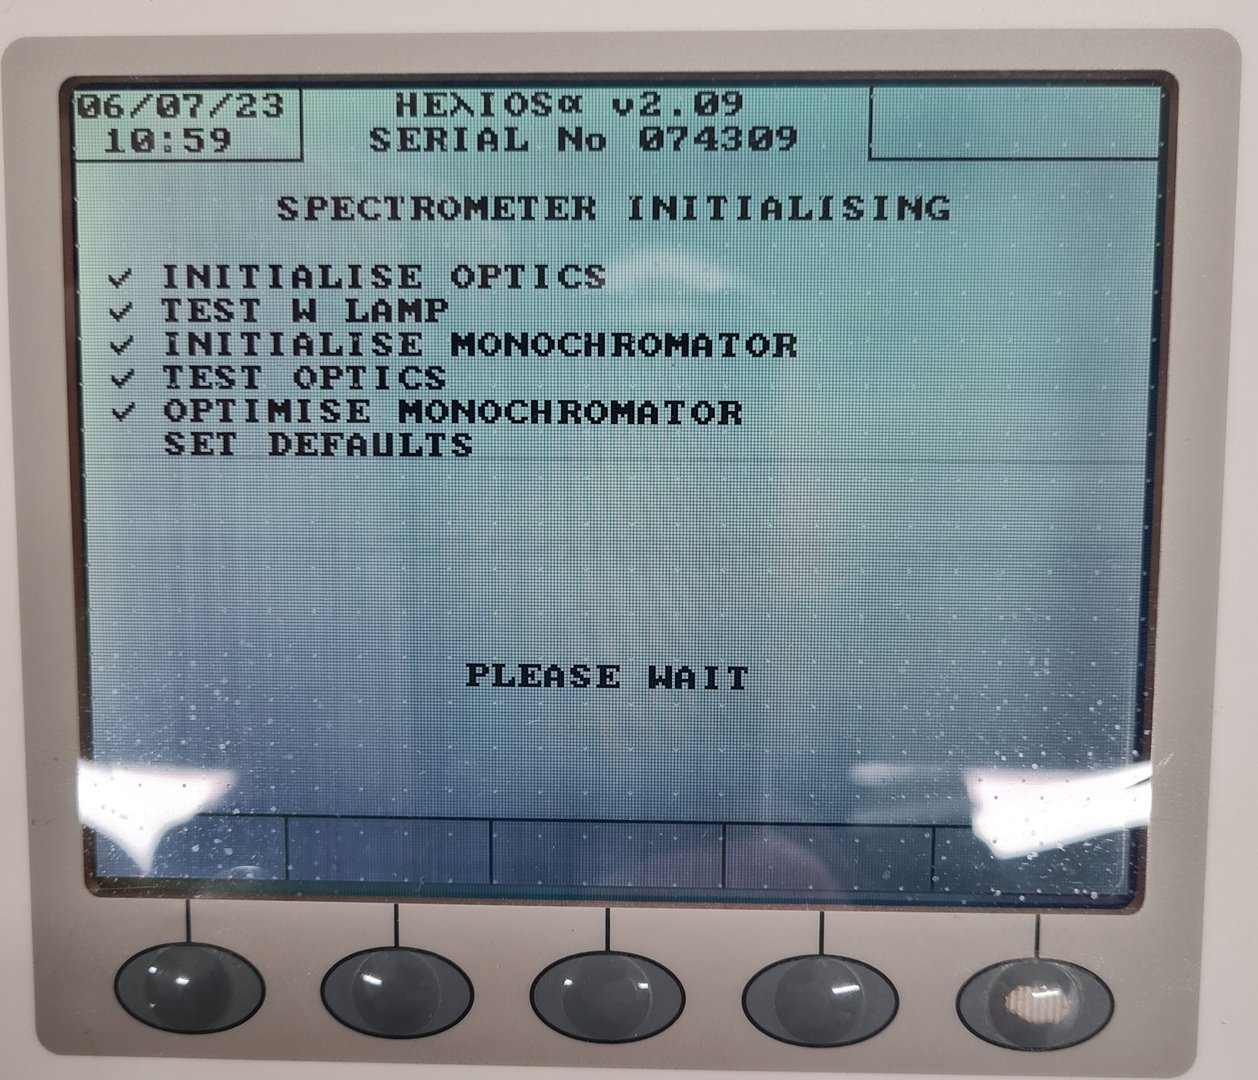 06/07/23
10:59
HEλIOSα v2.09
SERIAL No 074309
SPECTROMETER INITIALISING
✓ INITIALISE OPTICS
✓ TEST W LAMP
✓ INITIALISE MONOCHROMATOR
✓ TEST OPTICS
✓ OPTIMISE MONOCHROMATOR
SET DEFAULTS
PLEASE WAIT